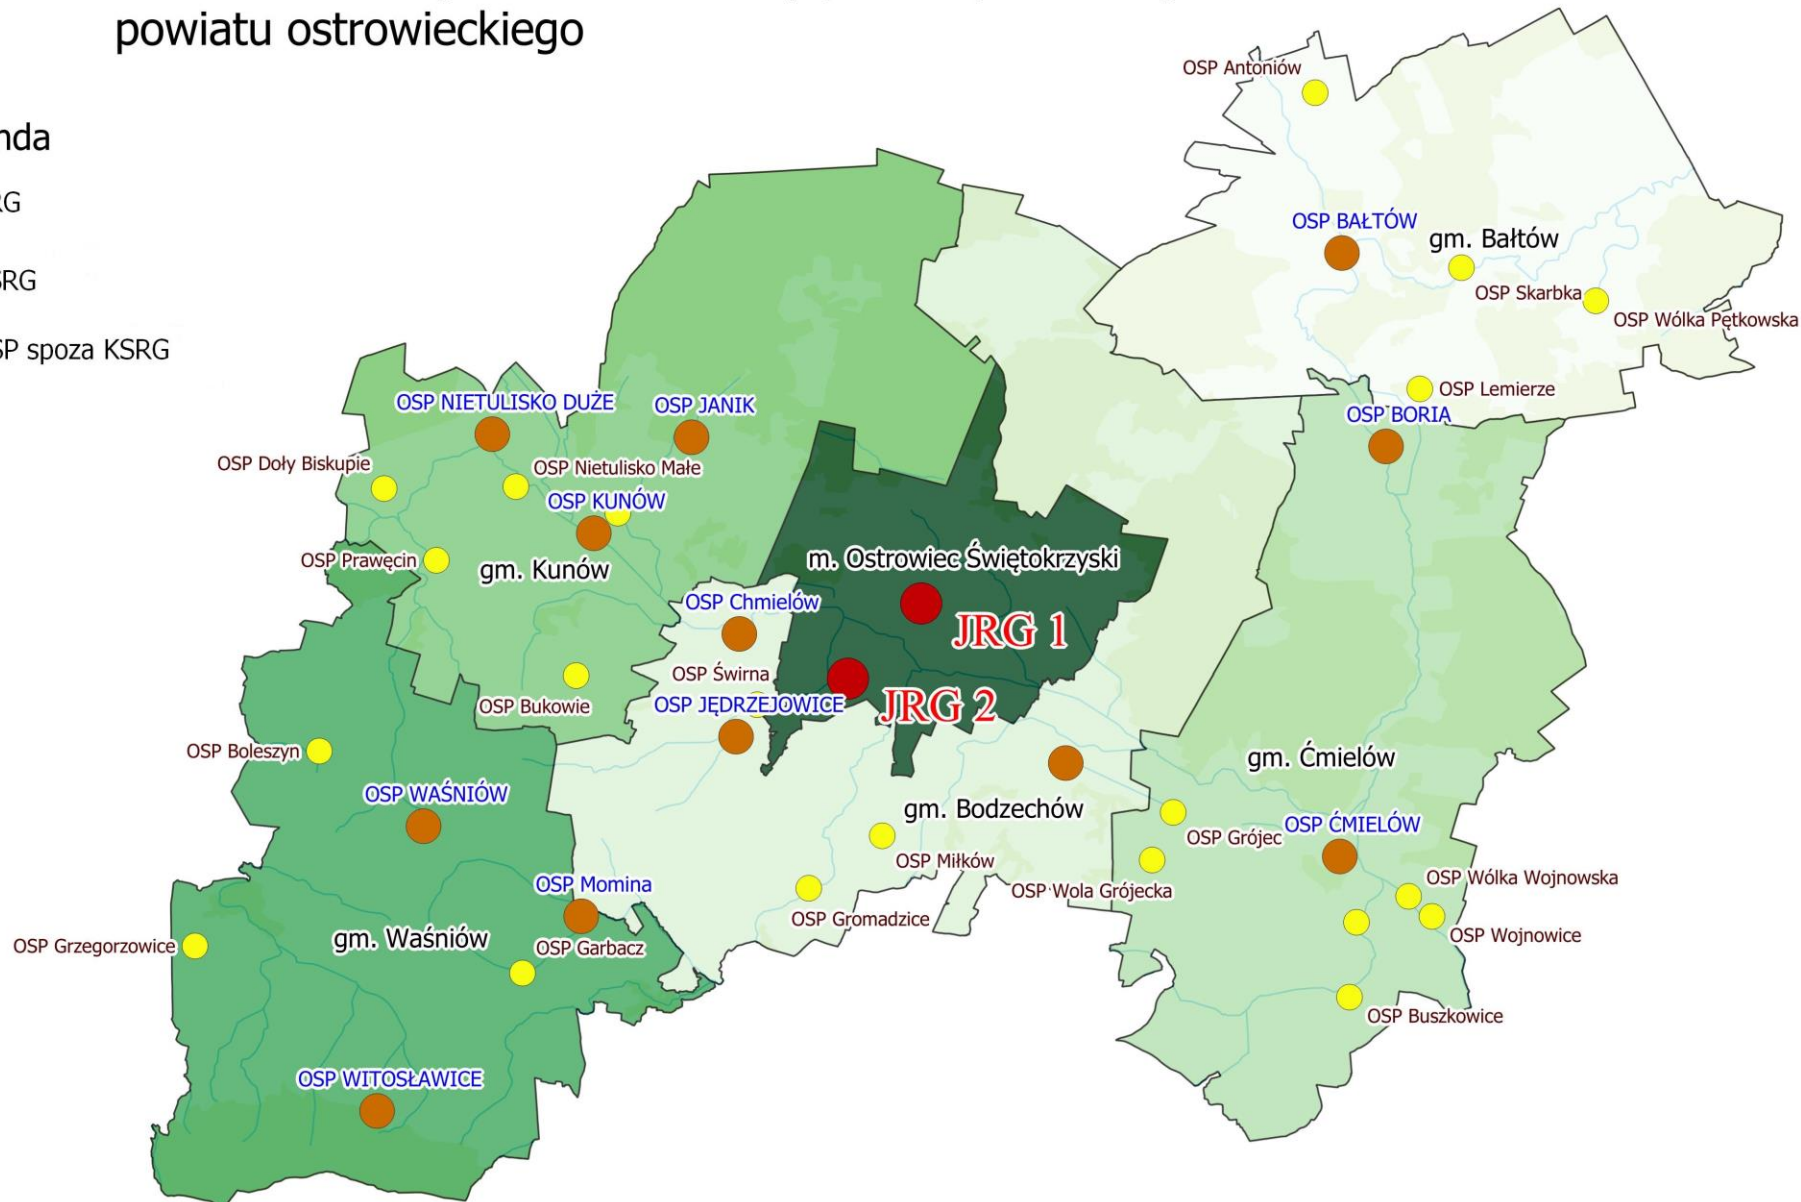 powiatu ostrowieckiego
nda
RG
SRG
SP spoza KSRG
OSP Antoniów
OSP BAŁTÓW
gm. Bałtów
OSP Skarbka
OSP Wólka Pętkowska
OSP Lemierze
OSP BORIA
OSP NIETULISKO DUŻE
OSP JANIK
OSP Doły Biskupie
OSP Nietulisko Małe
OSP KUNÓW
OSP Prawęcin
gm. Kunów
m. Ostrowiec Świętokrzyski
OSP Chmielów
JRG 1
OSP Świrna
OSP Bukowie
OSP JĘDRZEJOWICE
JRG 2
OSP Boleszyn
gm. Ćmielów
OSP WAŚNIÓW
gm. Bodzechów
OSP ĆMIELÓW
OSP Grójec
OSP Miłków
OSP Wola Grójecka
OSP Wólka Wojnowska
OSP Momina
OSP Gromadzice
OSP Wojnowice
gm. Waśniów
OSP Garbacz
OSP Grzegorzowice
OSP Buszkowice
OSP WITOSŁAWICE